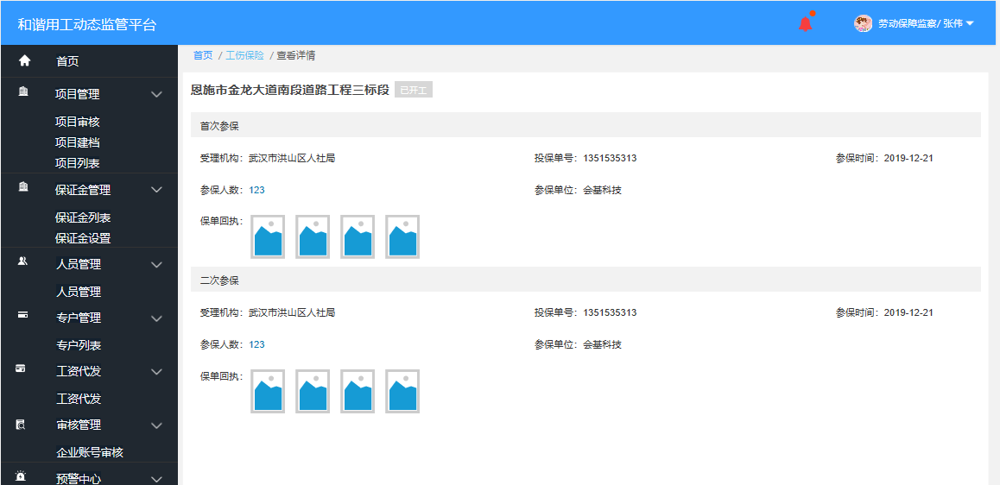 和谐用工动态监管平台
劳动保障监察/ 张伟
首页
项目管理
项目审核
项目建档
项目列表
保证金管理
保证金列表
保证金设置
人员管理
人员管理
专户管理
专户列表
工资代发
工资代发
审核管理
企业账号审核
预警中心
首页 / 工伤保险 / 查看详情
恩施市金龙大道南段道路工程三标段 已开工
首次参保
受理机构：武汉市洪山区人社局 投保单号：1351535313 参保时间：2019-12-21
参保人数：123 参保单位：会基科技
保单回执：
二次参保
受理机构：武汉市洪山区人社局 投保单号：1351535313 参保时间：2019-12-21
参保人数：123 参保单位：会基科技
保单回执：